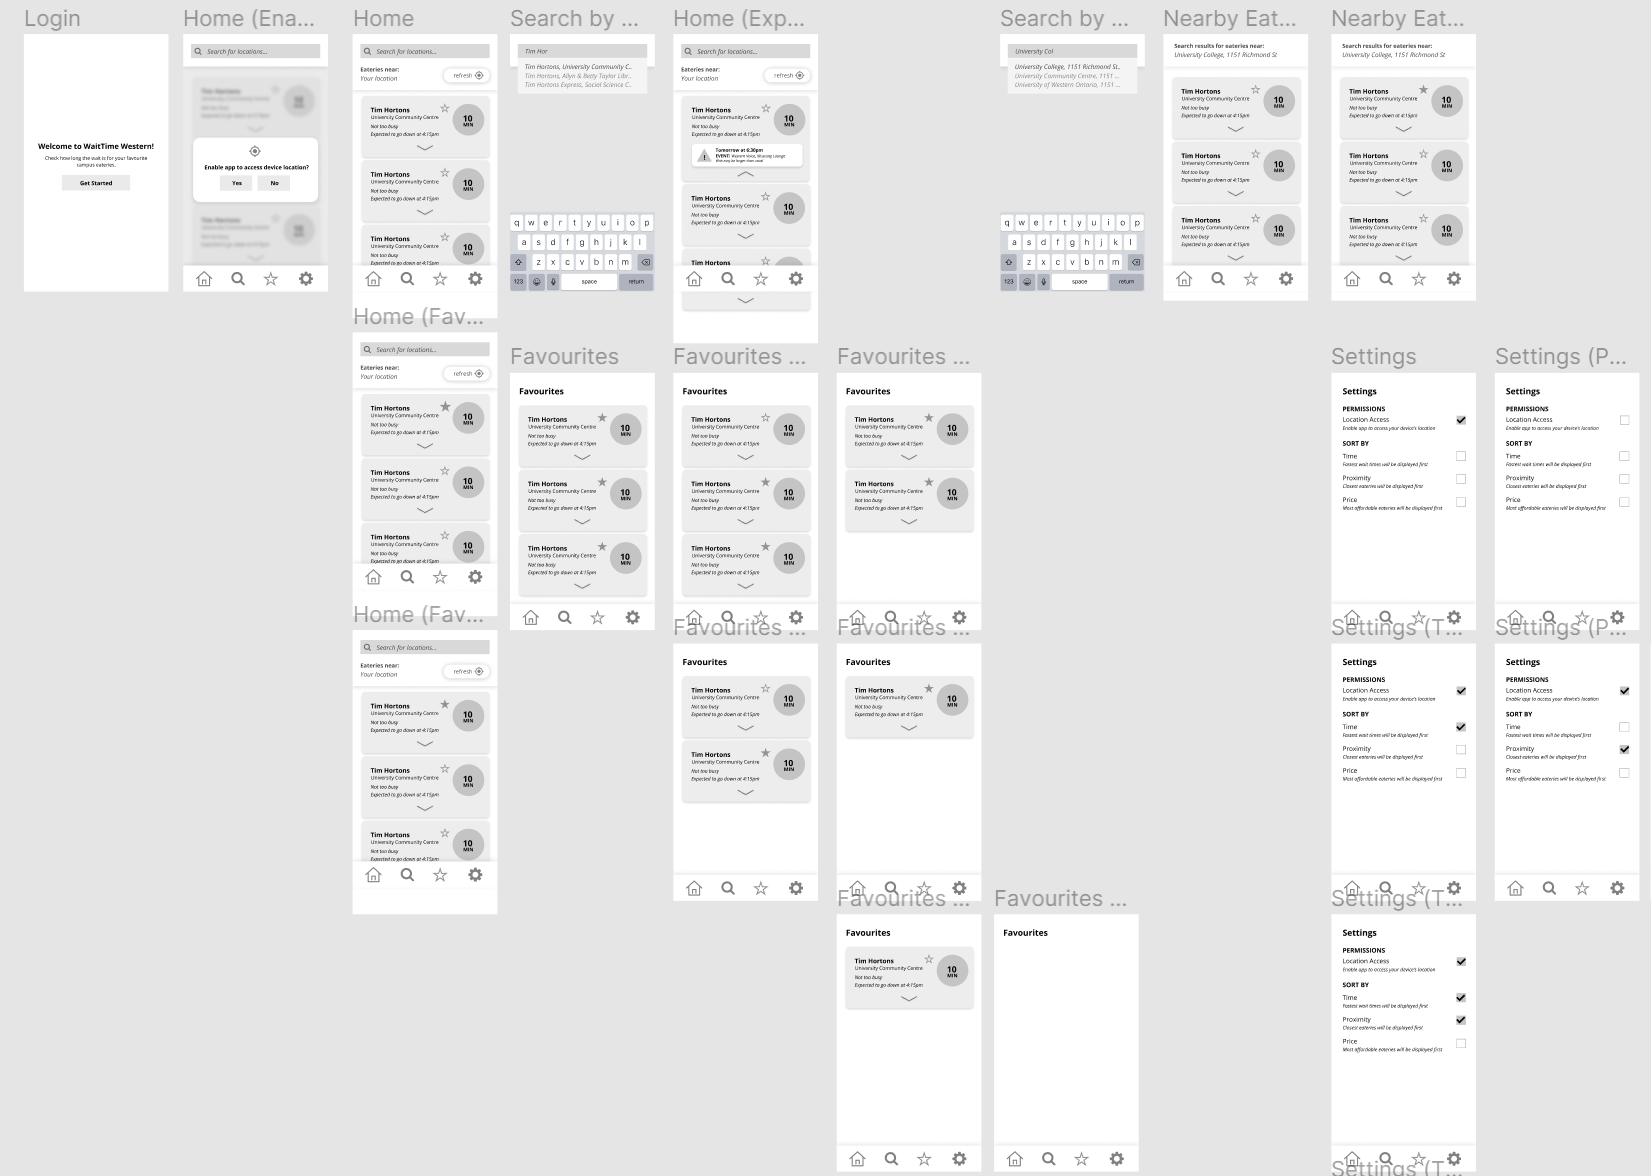 Login
Welcome to WaitTime Western!
Check how long the wait is for your favourite
campus eateries.
Get Started
Home (Ena...
Search for locations...
Tim Hortons
Enable app to access device location?
Yes
No
Tim Hortons
Home
Search for locations...
Eateries near:
Your location
refresh
Tim Hortons
University Community Centre
Not too busy
Expected to go down at 4:15pm
10
MIN
Tim Hortons
University Community Centre
Not too busy
Expected to go down at 4:15pm
10
MIN
Tim Hortons
University Community Centre
Not too busy
Expected to go down at 4:15pm
10
MIN
Search by ...
Tim Hor
Tim Hortons, University Community C..
Tim Hortons, Allyn & Betty Taylor Libr..
Tim Hortons Express, Social Science C..
q w e r t y u i o p
a s d f g h j k l
z x c v b n m
123
space
return
Home (Exp...
Search for locations...
Eateries near:
Your location
refresh
Tim Hortons
University Community Centre
Not too busy
Expected to go down at 4:15pm
10
MIN
Tomorrow at 6:30pm
EVENT: Western Voice, Mustang Lounge
Tim Hortons
University Community Centre
Not too busy
Expected to go down at 4:15pm
10
MIN
Tim Hortons
Search by ...
University Col
University College, 1151 Richmond St..
University Community Centre, 1151 ...
University of Western Ontario, 1151 ...
q w e r t y u i o p
a s d f g h j k l
z x c v b n m
123
space
return
Nearby Eat...
Search results for eateries near:
University College, 1151 Richmond St
Tim Hortons
University Community Centre
Not too busy
Expected to go down at 4:15pm
10
MIN
Tim Hortons
University Community Centre
Not too busy
Expected to go down at 4:15pm
10
MIN
Tim Hortons
University Community Centre
Not too busy
Expected to go down at 4:15pm
10
MIN
Nearby Eat...
Search results for eateries near:
University College, 1151 Richmond St
Tim Hortons
University Community Centre
Not too busy
Expected to go down at 4:15pm
10
MIN
Tim Hortons
University Community Centre
Not too busy
Expected to go down at 4:15pm
10
MIN
Tim Hortons
University Community Centre
Not too busy
Expected to go down at 4:15pm
10
MIN
Home (Fav...
Search for locations...
Eateries near:
Your location
refresh
Tim Hortons
University Community Centre
Not too busy
Expected to go down at 4:15pm
10
MIN
Tim Hortons
University Community Centre
Not too busy
Expected to go down at 4:15pm
10
MIN
Tim Hortons
University Community Centre
Not too busy
Expected to go down at 4:15pm
10
MIN
Favourites
Favourites
Tim Hortons
University Community Centre
Not too busy
Expected to go down at 4:15pm
10
MIN
Tim Hortons
University Community Centre
Not too busy
Expected to go down at 4:15pm
10
MIN
Tim Hortons
University Community Centre
Not too busy
Expected to go down at 4:15pm
10
MIN
Favourites ...
Favourites
Tim Hortons
University Community Centre
Not too busy
Expected to go down at 4:15pm
10
MIN
Tim Hortons
University Community Centre
Not too busy
Expected to go down at 4:15pm
10
MIN
Tim Hortons
University Community Centre
Not too busy
Expected to go down at 4:15pm
10
MIN
Favourites ...
Favourites
Tim Hortons
University Community Centre
Not too busy
Expected to go down at 4:15pm
10
MIN
Tim Hortons
University Community Centre
Not too busy
Expected to go down at 4:15pm
10
MIN
Settings
Settings
PERMISSIONS
Location Access
Enable app to access your device's location
SORT BY
Time
Fastest wait times will be displayed first
Proximity
Closest eateries will be displayed first
Price
Most affordable eateries will be displayed first
Settings (P...
Settings
PERMISSIONS
Location Access
Enable app to access your device's location
SORT BY
Time
Fastest wait times will be displayed first
Proximity
Closest eateries will be displayed first
Price
Most affordable eateries will be displayed first
Home (Fav...
Search for locations...
Eateries near:
Your location
refresh
Tim Hortons
University Community Centre
Not too busy
Expected to go down at 4:15pm
10
MIN
Tim Hortons
University Community Centre
Not too busy
Expected to go down at 4:15pm
10
MIN
Tim Hortons
University Community Centre
Not too busy
Expected to go down at 4:15pm
10
MIN
Favourites ...
Favourites
Tim Hortons
University Community Centre
Not too busy
Expected to go down at 4:15pm
10
MIN
Tim Hortons
University Community Centre
Not too busy
Expected to go down at 4:15pm
10
MIN
Favourites ...
Favourites
Tim Hortons
University Community Centre
Not too busy
Expected to go down at 4:15pm
10
MIN
Settings (T...
Settings
PERMISSIONS
Location Access
Enable app to access your device's location
SORT BY
Time
Fastest wait times will be displayed first
Proximity
Closest eateries will be displayed first
Price
Most affordable eateries will be displayed first
Settings (P...
Settings
PERMISSIONS
Location Access
Enable app to access your device's location
SORT BY
Time
Fastest wait times will be displayed first
Proximity
Closest eateries will be displayed first
Price
Most affordable eateries will be displayed first
Favourites ...
Favourites
Tim Hortons
University Community Centre
Not too busy
Expected to go down at 4:15pm
10
MIN
Favourites ...
Favourites
Settings (T...
Settings
PERMISSIONS
Location Access
Enable app to access your device's location
SORT BY
Time
Fastest wait times will be displayed first
Proximity
Closest eateries will be displayed first
Price
Most affordable eateries will be displayed first
Settings (T...